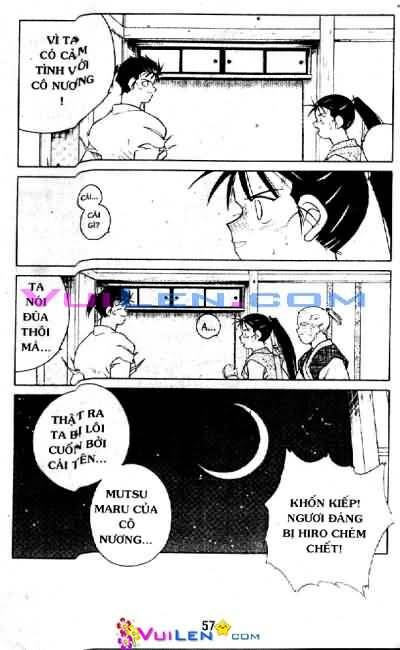 VÌ TA
CÓ CẢM
TÌNH VỚI
CÔ NƯƠNG
!
CÁI...
CÁI
GÌ?
TA
NÓI
ĐÙA
THÔI
MÀ...
A...
VUILEN.COM
THẬT RA
TA BỊ LÔI
CUỐN BỞI
CÁI TÊN...
MUTSU
MARU CỦA
CÔ
NƯƠNG...
KHỐN KIẾP!
NGƯƠI ĐÁNG
BỊ HIRO CHÉM
CHẾT!
57
VUILEN.COM